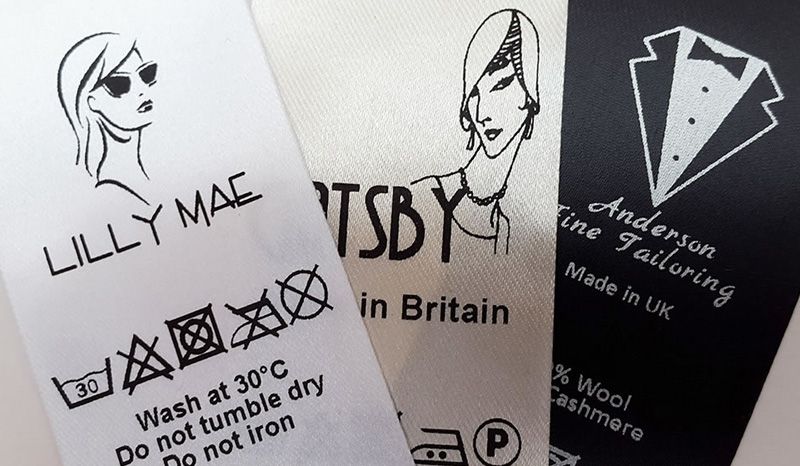 LILLY MAE
30
Wash at 30°C
Do not tumble dry
Do not iron
TSBY
in Britain
P
Anderson
Fine Tailoring
Made in UK
% Wool
Cashmere